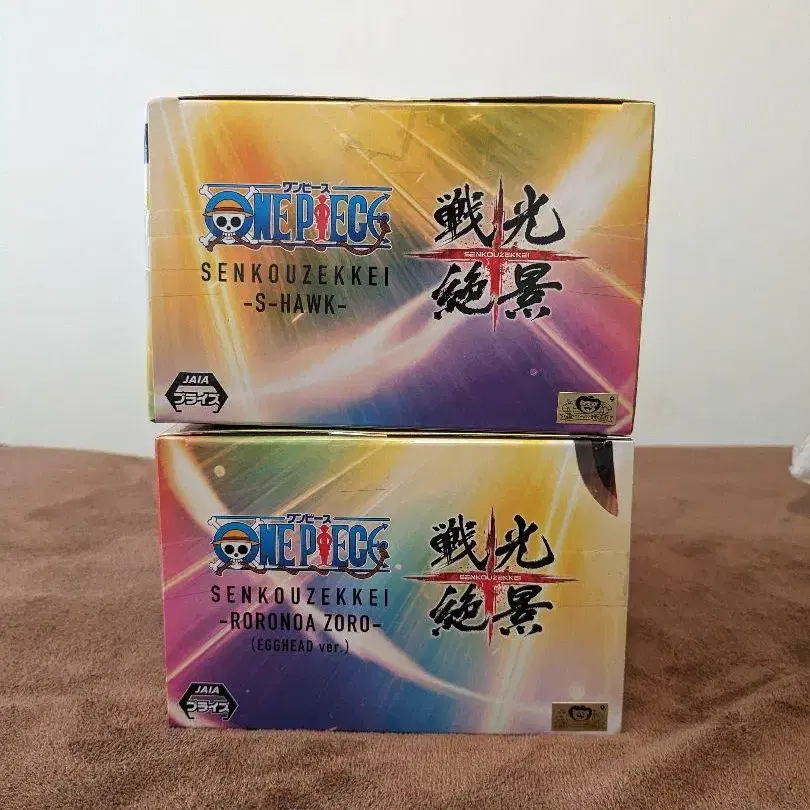 ワンピース
ONE PIECE
SENKOUZEKKEI
-S-HAWK-
戦光
SENKOUZEKKEI
絶景
JAIA
プライズ
ワンピース
ONE PIECE
SENKOUZEKKEI
-RORONOA ZORO-
(EGGHEAD ver.)
戦光
SENKOUZEKKEI
絶景
JAIA
プライズ